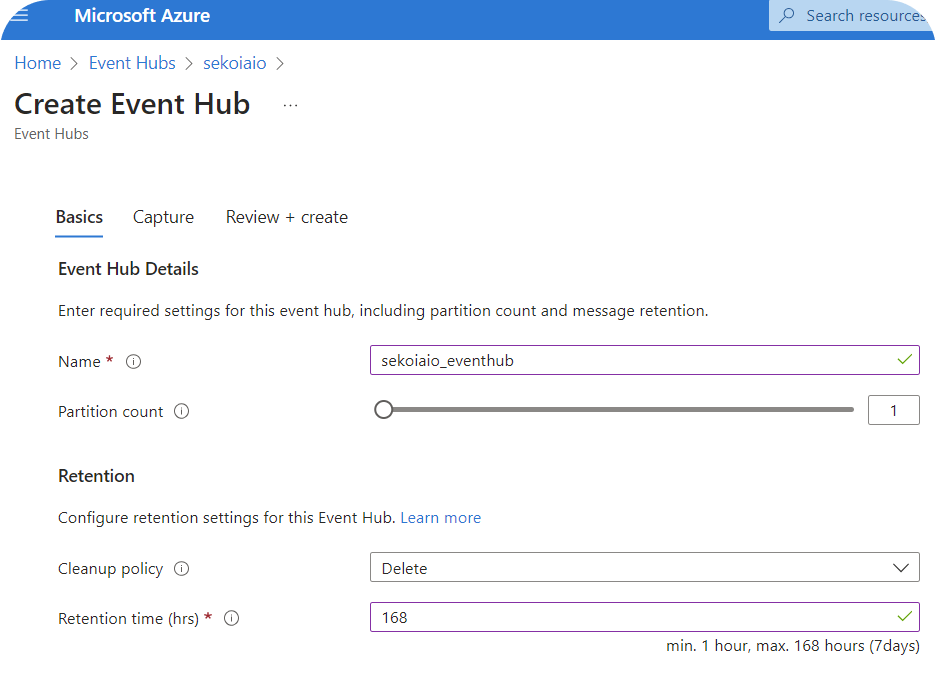 Microsoft Azure
Search resources
Home > Event Hubs > sekoiaio >
Create Event Hub ...
Event Hubs
Basics Capture Review + create
Event Hub Details
Enter required settings for this event hub, including partition count and message retention.
Name * sekoiaio_eventhub
Partition count 1
Retention
Configure retention settings for this Event Hub. Learn more
Cleanup policy Delete
Retention time (hrs) * 168
min. 1 hour, max. 168 hours (7days)